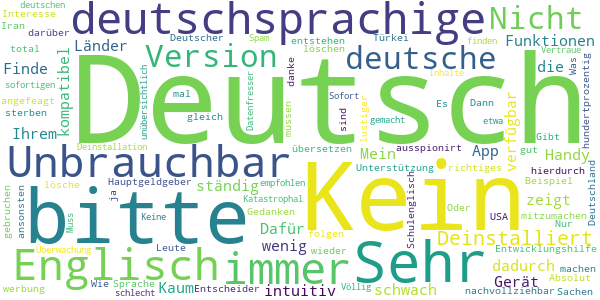 deutschen
Interesse
Iran
darüber
deutschsprachige
Nicht
total
Länder
Deutscher
Spam
Türkei
finden
Version
deutsche
Funktionen
löschen
entstehen
Vertraue
Finde
kompatibel
unübersichtlich
mal
danke
Datenfresser
Inhalte
die
Was
hundertprozentig
sofortigen
angefeagt
sterben
gleich
Deutsch
müssen
sind
Sofort
lustiger
gemacht
Es
etwa
Dann
Gibt
gut
verfügbar
Ihrem
Deinstallation
übersetzen
ausspionirt
Mein
App
Handy
Unbrauchbar
Kein
Unterstützung
richtiges
hierdurch
lösche
Hauptgeldgeber
ja
ständig
empfohlen
Katastrophal
Gedanken
Schulenglisch
Beispiel
zeigt
mitzumachen
Deutschland
gebruchen
ansonsten
bitte
Keine
Muss
Dafür
folgen
Oder
USA
Nur
Deinstalliert
Entwicklungshilfe
Überwachung
Leute
wenig
wieder
Sehr
dadurch
machen
Englisch
immer
Wie
Sprache
Entscheider
Gerät
Absolut
nachvollziehbar
werbung
schlecht
Kaum
intuitiv
Völlig
schwach
Sachen